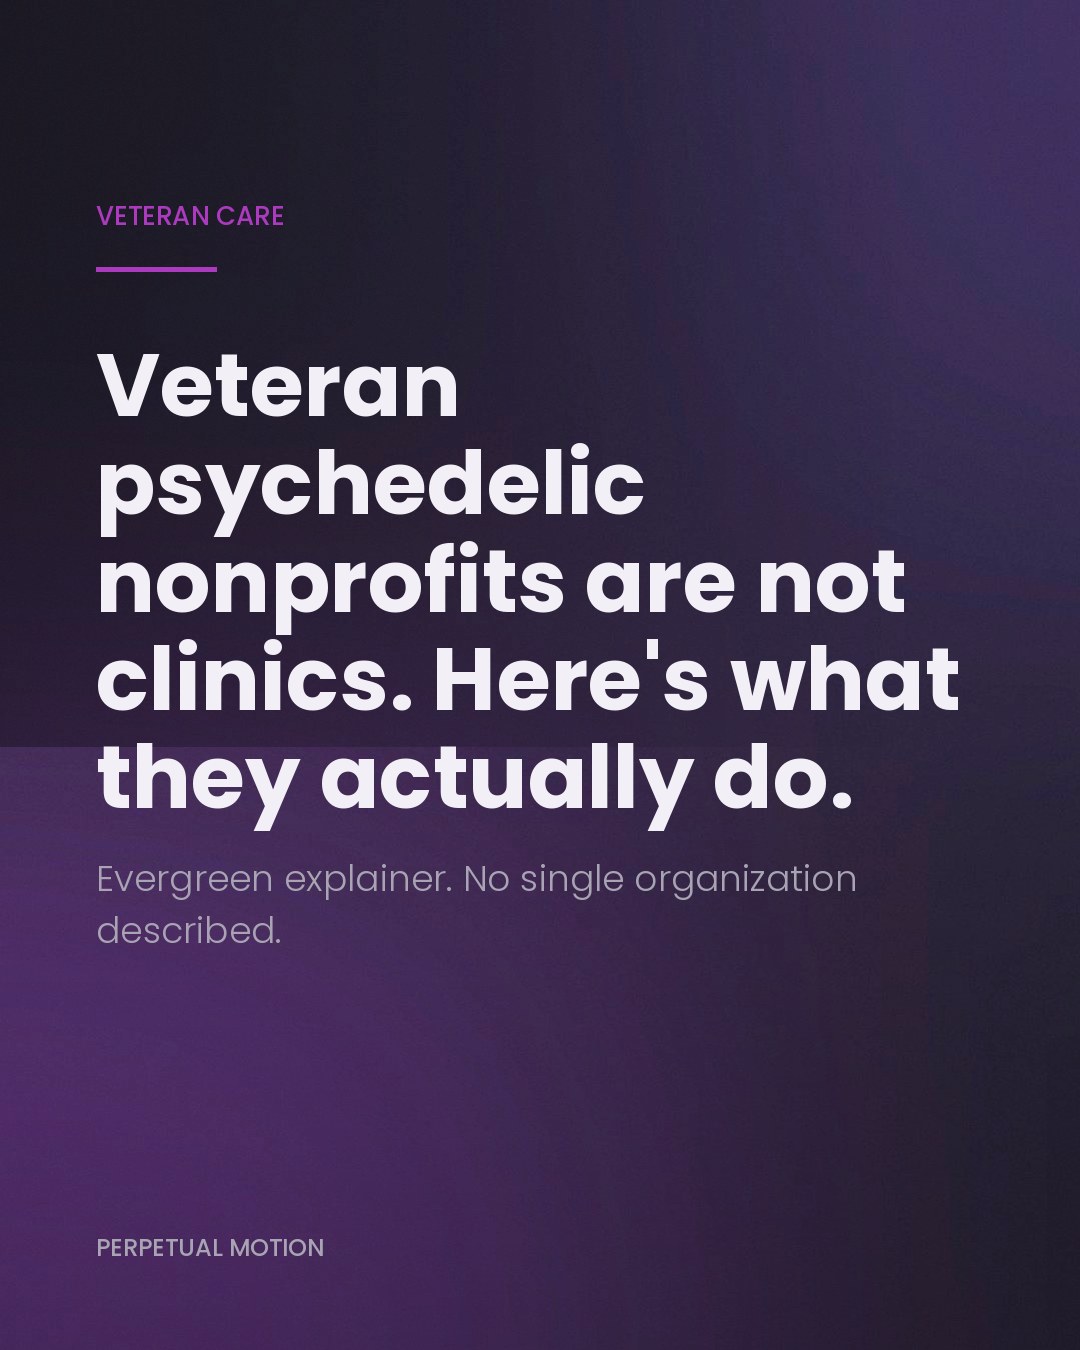 VETERAN CARE
Veteran
psychedelic
nonprofits are not
clinics. Here's what
they actually do.
Evergreen explainer. No single organization
described.
PERPETUAL MOTION